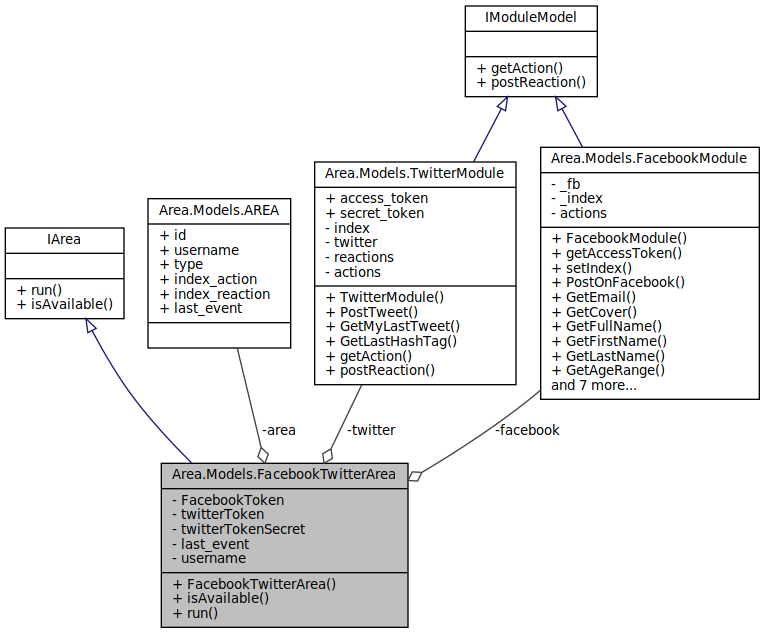 IModuleModel
+ getAction()
+ postReaction()
Area.Models.TwitterModule
+ access_token
+ secret_token
- index
- twitter
- reactions
- actions
+ TwitterModule()
+ PostTweet()
+ GetMyLastTweet()
+ GetLastHashTag()
+ getAction()
+ postReaction()
Area.Models.FacebookModule
- _fb
- _index
- actions
+ FacebookModule()
+ getAccessToken()
+ setIndex()
+ PostOnFacebook()
+ GetEmail()
+ GetCover()
+ GetFullName()
+ GetFirstName()
+ GetLastName()
+ GetAgeRange()
and 7 more...
Area.Models.AREA
+ id
+ username
+ type
+ index_action
+ index_reaction
+ last_event
IArea
+ run()
+ isAvailable()
-area
-twitter
-facebook
Area.Models.FacebookTwitterArea
- FacebookToken
- twitterToken
- twitterTokenSecret
- last_event
- username
+ FacebookTwitterArea()
+ isAvailable()
+ run()